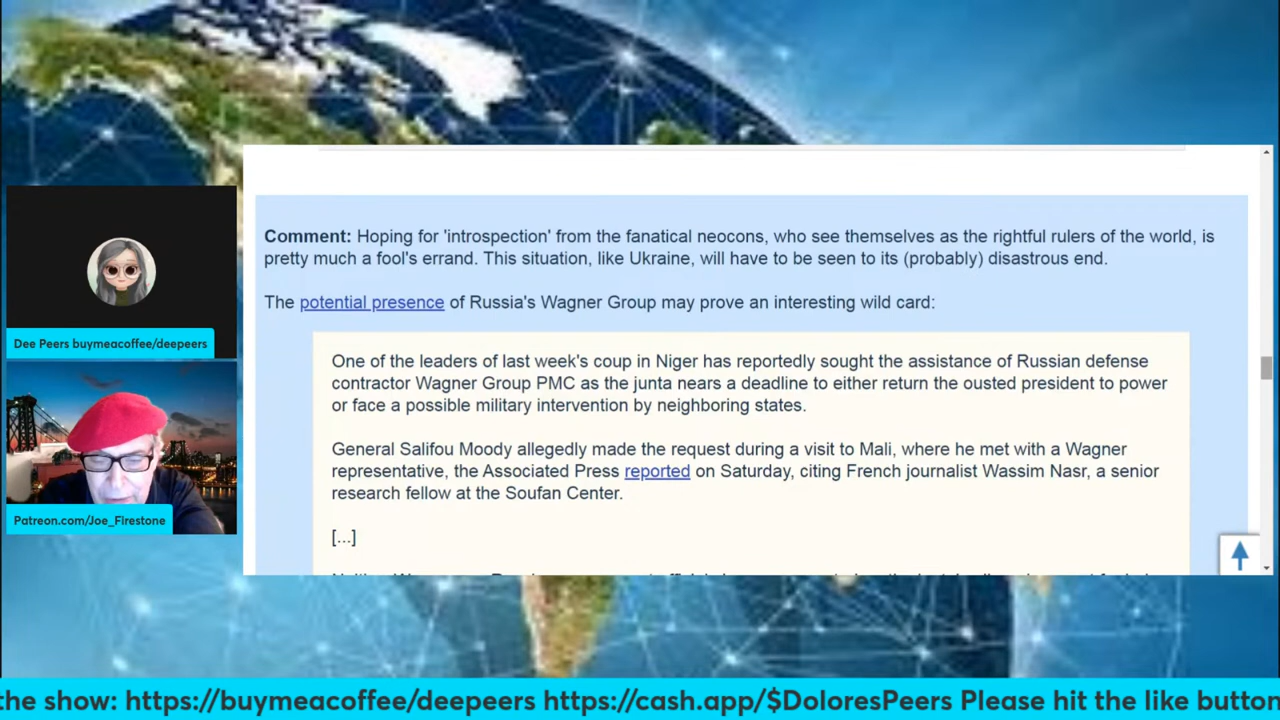 Comment: Hoping for 'introspection' from the fanatical neocons, who see themselves as the rightful rulers of the world, is
pretty much a fool's errand. This situation, like Ukraine, will have to be seen to its (probably) disastrous end.
The potential presence of Russia's Wagner Group may prove an interesting wild card:
One of the leaders of last week's coup in Niger has reportedly sought the assistance of Russian defense
contractor Wagner Group PMC as the junta nears a deadline to either return the ousted president to power
or face a possible military intervention by neighboring states.
General Salifou Moody allegedly made the request during a visit to Mali, where he met with a Wagner
representative, the Associated Press reported on Saturday, citing French journalist Wassim Nasr, a senior
research fellow at the Soufan Center.
[...]
Dee Peers buymeacoffee/deepeers
Patreon.com/Joe_Firestone
the show: https://buymeacoffee/deepeers https://cash.app/$DoloresPeers Please hit the like button